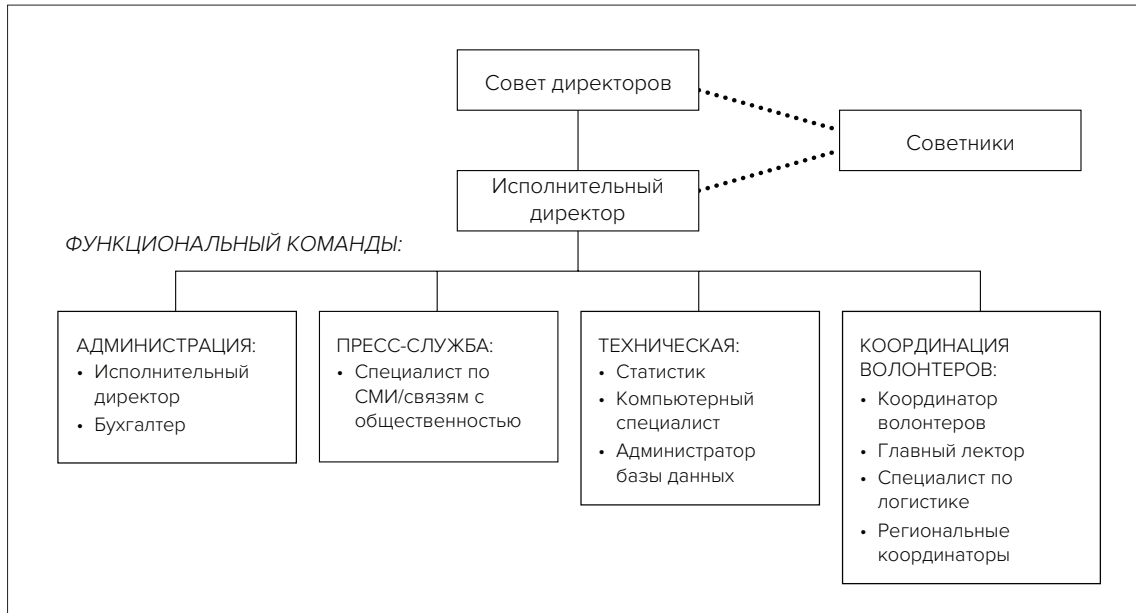 Совет директоров
Советники
Исполнительный
директор
ФУНКЦИОНАЛЬНЫЙ КОМАНДЫ:
АДМИНИСТРАЦИЯ:
• Исполнительный
директор
• Бухгалтер
ПРЕСС-СЛУЖБА:
• Специалист по
СМИ/связям с
общественностью
ТЕХНИЧЕСКАЯ:
• Статистик
• Компьютерный
специалист
• Администратор
базы данных
КООРДИНАЦИЯ
ВОЛОНТЕРОВ:
• Координатор
волонтеров
• Главный лектор
• Специалист по
логистике
• Региональные
координаторы